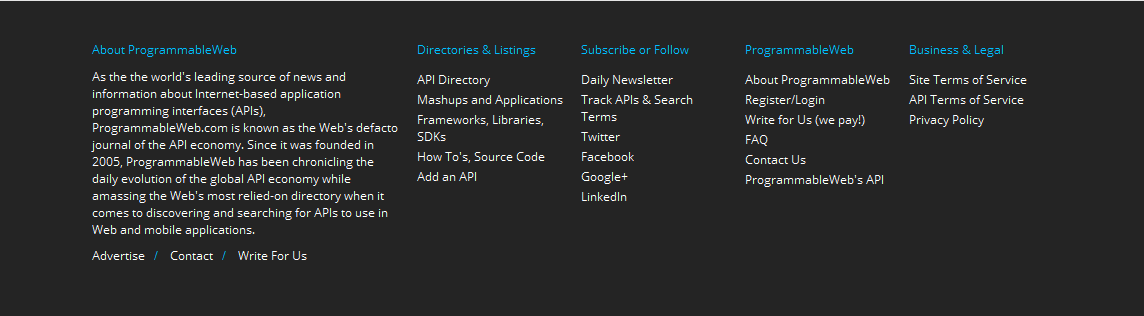 About ProgrammableWeb
As the the world's leading source of news and
information about Internet-based application
programming interfaces (APIs),
ProgrammableWeb.com is known as the Web's defacto
journal of the API economy. Since it was founded in
2005, ProgrammableWeb has been chronicling the
daily evolution of the global API economy while
amassing the Web's most relied-on directory when it
comes to discovering and searching for APIs to use in
Web and mobile applications.
Advertise / Contact / Write For Us
Directories & Listings
API Directory
Mashups and Applications
Frameworks, Libraries,
SDKs
How To's, Source Code
Add an API
Subscribe or Follow
Daily Newsletter
Track APIs & Search
Terms
Twitter
Facebook
Google+
LinkedIn
ProgrammableWeb
About ProgrammableWeb
Register/Login
Write for Us (we pay!)
FAQ
Contact Us
ProgrammableWeb's API
Business & Legal
Site Terms of Service
API Terms of Service
Privacy Policy